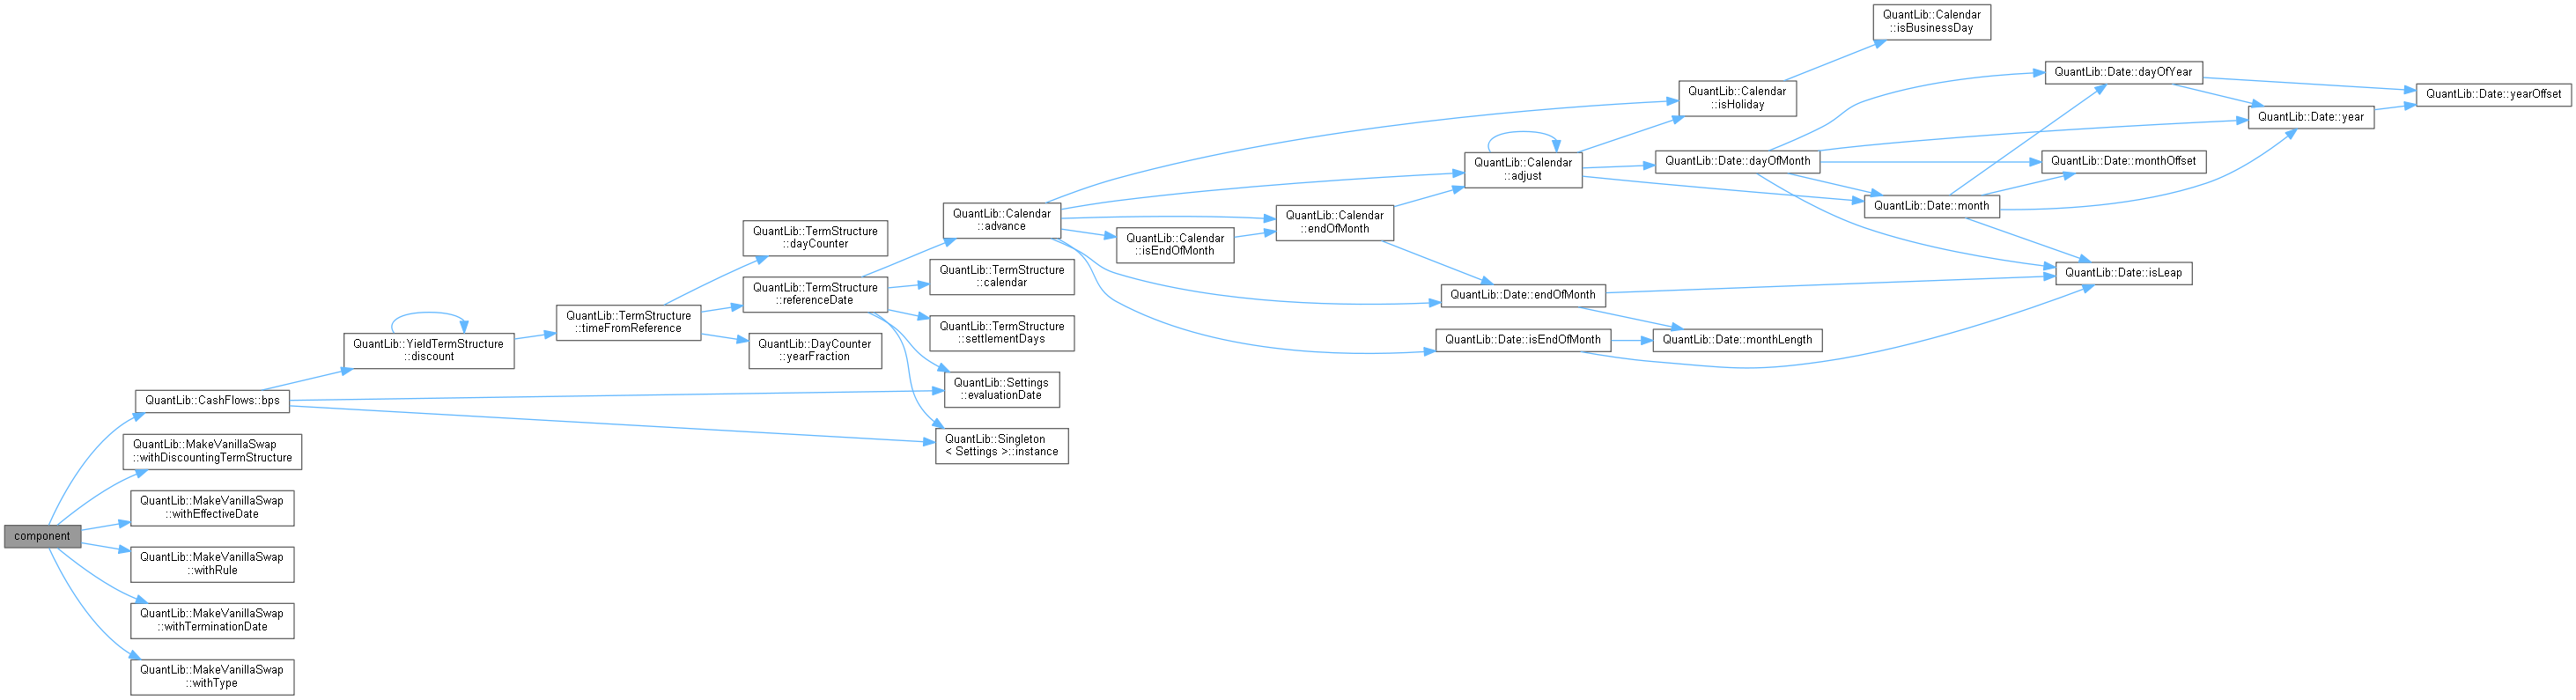 component
QuantLib::CashFlows::bps
QuantLib::MakeVanillaSwap
::withDiscountingTermStructure
QuantLib::MakeVanillaSwap
::withEffectiveDate
QuantLib::MakeVanillaSwap
::withRule
QuantLib::MakeVanillaSwap
::withTerminationDate
QuantLib::MakeVanillaSwap
::withType
QuantLib::YieldTermStructure
::discount
QuantLib::TermStructure
::timeFromReference
QuantLib::TermStructure
::dayCounter
QuantLib::TermStructure
::referenceDate
QuantLib::DayCounter
::yearFraction
QuantLib::Calendar
::advance
QuantLib::TermStructure
::calendar
QuantLib::TermStructure
::settlementDays
QuantLib::Settings
::evaluationDate
QuantLib::Singleton
< Settings >::instance
QuantLib::Calendar
::isEndOfMonth
QuantLib::Calendar
::endOfMonth
QuantLib::Calendar
::adjust
QuantLib::Date::endOfMonth
QuantLib::Date::isEndOfMonth
QuantLib::Calendar
::isHoliday
QuantLib::Date::dayOfMonth
QuantLib::Date::monthLength
QuantLib::Calendar
::isBusinessDay
QuantLib::Date::month
QuantLib::Date::dayOfYear
QuantLib::Date::monthOffset
QuantLib::Date::isLeap
QuantLib::Date::year
QuantLib::Date::yearOffset